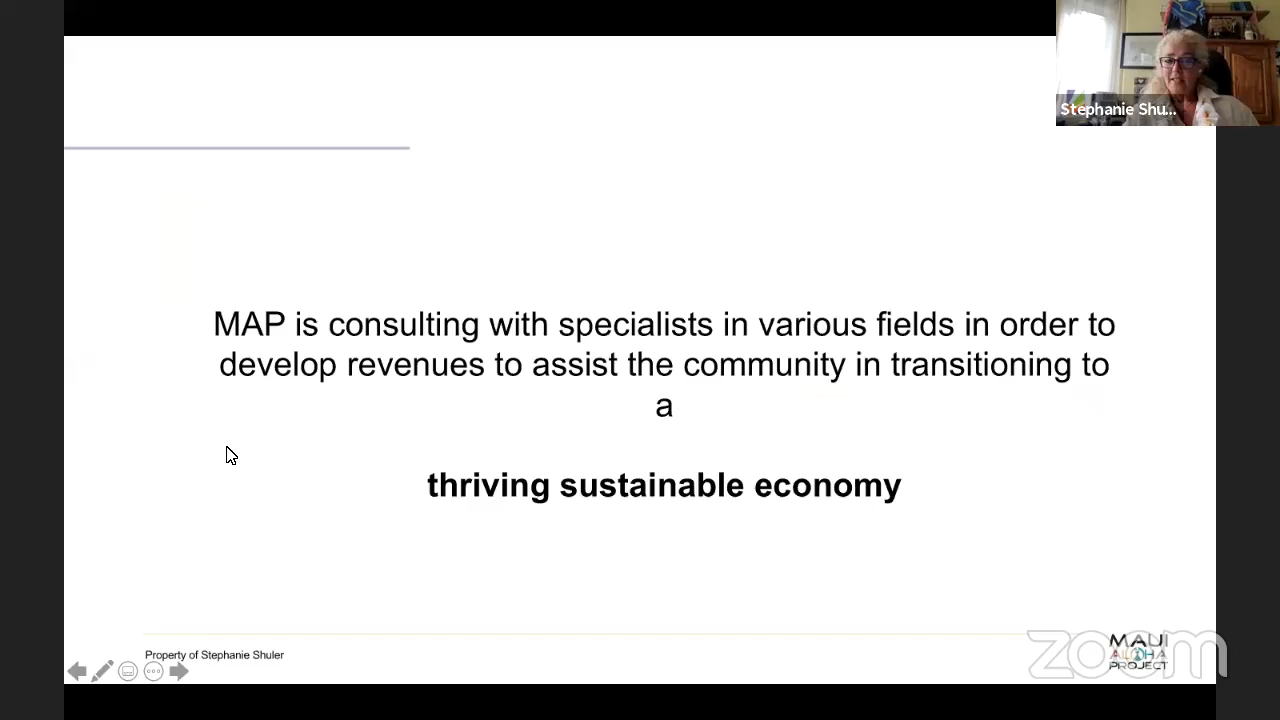 Stephanie Shu...
MAP is consulting with specialists in various fields in order to
develop revenues to assist the community in transitioning to
a
thriving sustainable economy
Property of Stephanie Shuler
zoom
MAUI
ALOHA
PROJECT